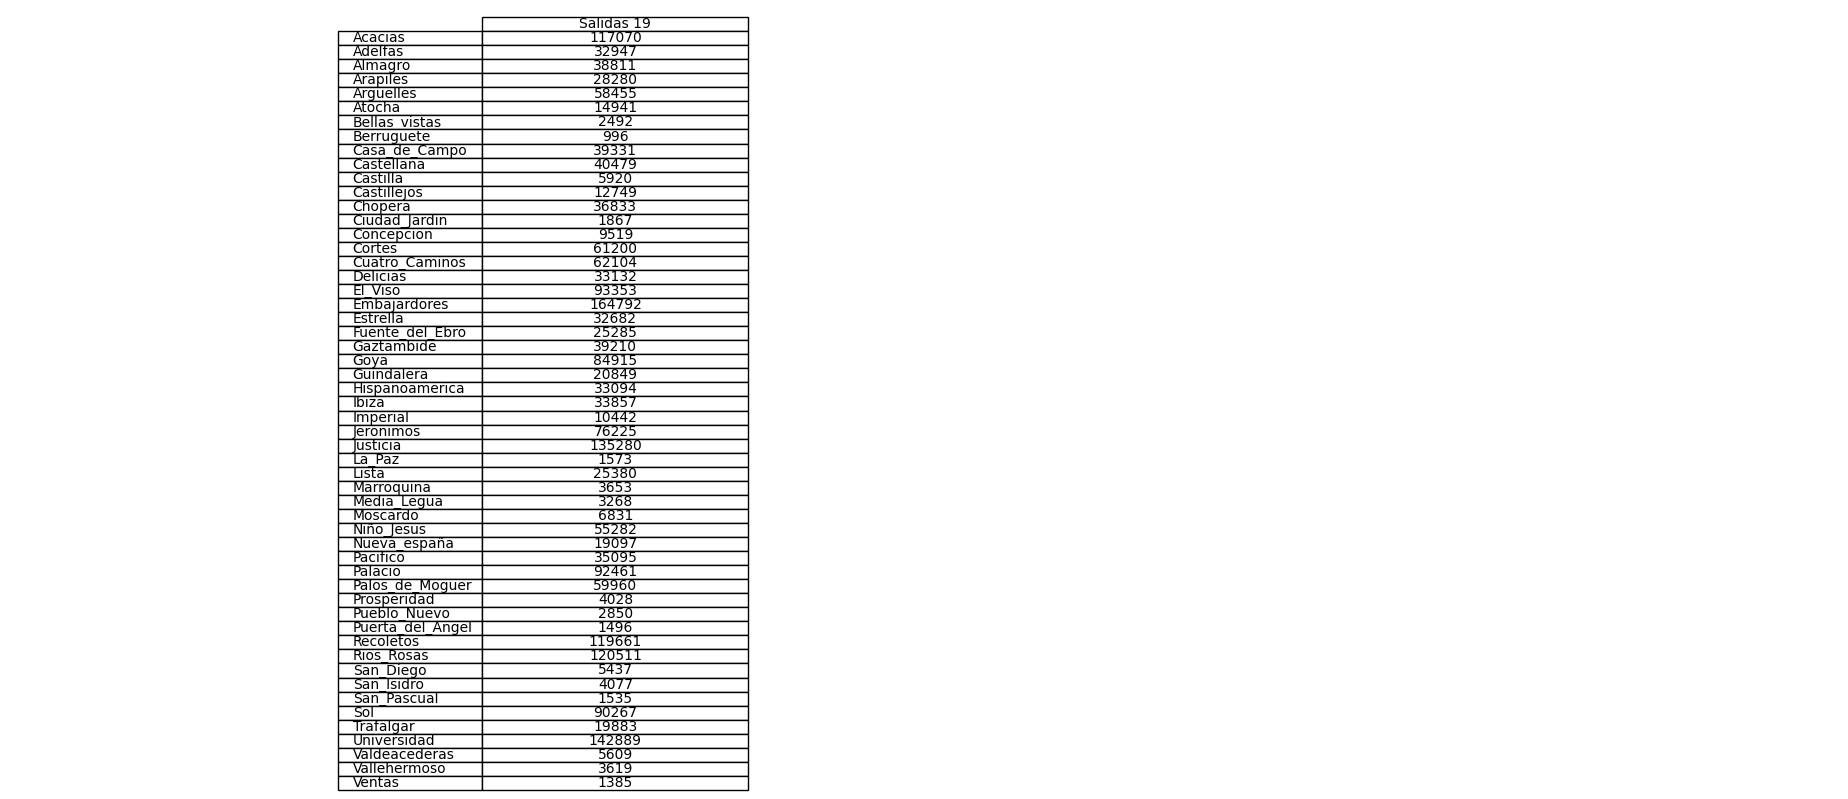 Salidas 19
Acacias 117070
Adelfas 32947
Almagro 38811
Arapiles 28280
Arguelles 58455
Atocha 14941
Bellas_vistas 2492
Berruguete 996
Casa_de_Campo 39331
Castellana 40479
Castilla 5920
Castillejos 12749
Chopera 36833
Ciudad_Jardin 1867
Concepcion 9519
Cortes 61200
Cuatro_Caminos 62104
Delicias 33132
El_Viso 93353
Embajardores 164792
Estrella 32682
Fuente_del_Ebro 25285
Gaztambide 39210
Goya 84915
Guindalera 20849
Hispanoamerica 33094
Ibiza 33857
Imperial 10442
Jeronimos 76225
Justicia 135280
La_Paz 1573
Lista 25380
Marroquina 3653
Media_Legua 3268
Moscardo 6831
Niño_Jesus 55282
Nueva_españa 19097
Pacifico 35095
Palacio 92461
Palos_de_Moguer 59960
Prosperidad 4028
Pueblo_Nuevo 2850
Puerta_del_Angel 1496
Recoletos 119661
Rios_Rosas 120511
San_Diego 5437
San_Isidro 4077
San_Pascual 1535
Sol 90267
Trafalgar 19883
Universidad 142889
Valdeacederas 5609
Vallehermoso 3619
Ventas 1385